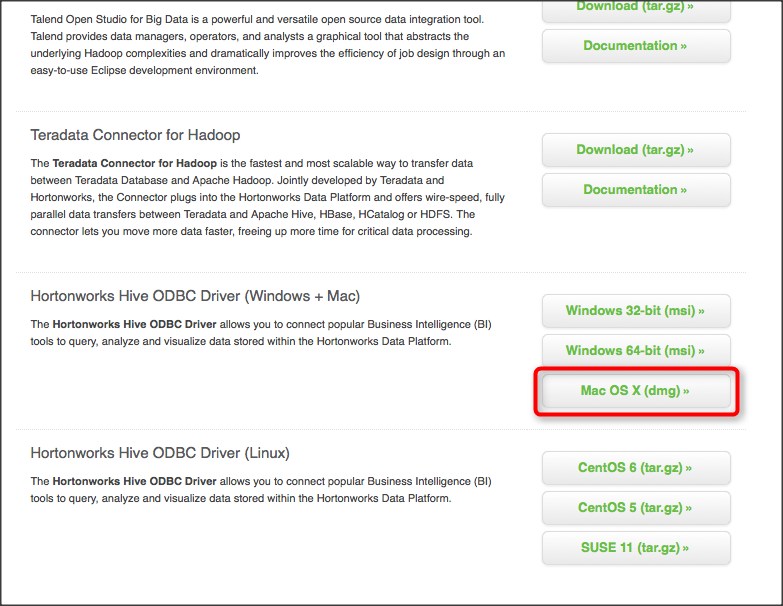 Download (tar.gz) »
Talend Open Studio for Big Data is a powerful and versatile open source data integration tool.
Talend provides data managers, operators, and analysts a graphical tool that abstracts the
underlying Hadoop complexities and dramatically improves the efficiency of job design through an
easy-to-use Eclipse development environment.
Documentation »
Teradata Connector for Hadoop
The Teradata Connector for Hadoop is the fastest and most scalable way to transfer data
between Teradata Database and Apache Hadoop. Jointly developed by Teradata and
Hortonworks, the Connector plugs into the Hortonworks Data Platform and offers wire-speed, fully
parallel data transfers between Teradata and Apache Hive, HBase, HCatalog or HDFS. The
connector lets you move more data faster, freeing up more time for critical data processing.
Download (tar.gz) »
Documentation »
Hortonworks Hive ODBC Driver (Windows + Mac)
The Hortonworks Hive ODBC Driver allows you to connect popular Business Intelligence (BI)
tools to query, analyze and visualize data stored within the Hortonworks Data Platform.
Windows 32-bit (msi) »
Windows 64-bit (msi) »
Mac OS X (dmg) »
Hortonworks Hive ODBC Driver (Linux)
The Hortonworks Hive ODBC Driver allows you to connect popular Business Intelligence (BI)
tools to query, analyze and visualize data stored within the Hortonworks Data Platform.
CentOS 6 (tar.gz) »
CentOS 5 (tar.gz) »
SUSE 11 (tar.gz) »